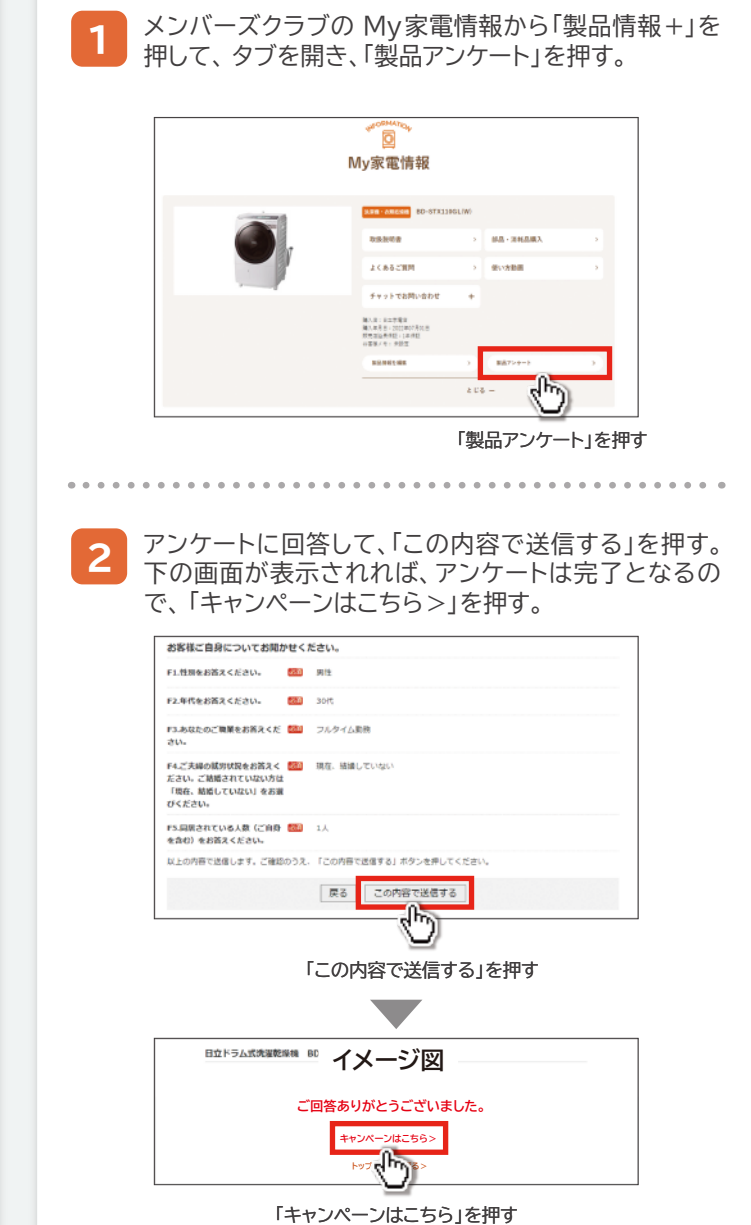 1
メンバーズクラブの My家電情報から「製品情報＋」を
押して、タブを開き、「製品アンケート」を押す。
INFORMATION
My家電情報
洗濯機・衣類乾燥機 BD-STX110GL(W)
取扱説明書 > 部品・消耗品購入 >
よくあるご質問 > 使い方動画 >
チャットでお問い合わせ +
製品情報を編集 > 製品アンケート >
とじる －
「製品アンケート」を押す
2
アンケートに回答して、「この内容で送信する」を押す。
下の画面が表示されれば、アンケートは完了となるの
で、「キャンペーンはこちら＞」を押す。
お客様ご自身についてお聞かせください。
F1.性別をお答えください。 必須 男性
F2.年代をお答えください。 必須 30代
F3.あなたのご職業をお答えくだ 必須 フルタイム勤務
さい。
F4.ご夫婦の就労状況をお答えく 必須 現在、結婚していない
ださい。ご結婚されていない方は
「現在、結婚していない」をお選
びください。
F5.同居されている人数（ご自身 必須 1人
を含む）をお答えください。
以上の内容で送信します。ご確認のうえ、「この内容で送信する」ボタンを押してください。
戻る この内容で送信する
「この内容で送信する」を押す
日立ドラム式洗濯乾燥機 BD イメージ図
ご回答ありがとうございました。
キャンペーンはこちら＞
トップ
「キャンペーンはこちら」を押す